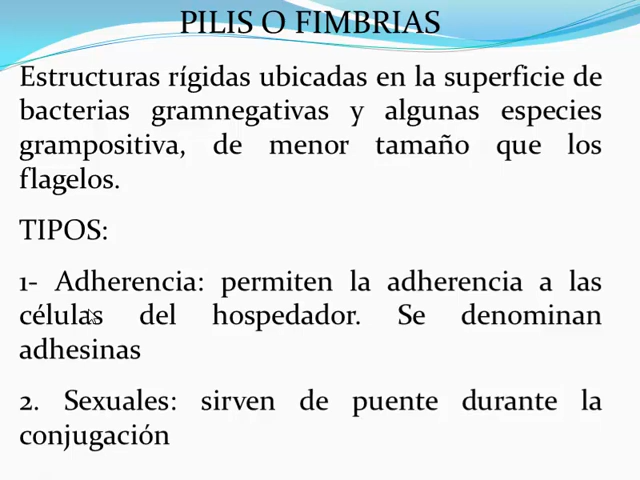 PILIS O FIMBRIAS
Estructuras rígidas ubicadas en la superficie de
bacterias gramnegativas y algunas especies
grampositiva, de menor tamaño que los
flagelos.
TIPOS:
1- Adherencia: permiten la adherencia a las
células del hospedador. Se denominan
adhesinas
2. Sexuales: sirven de puente durante la
conjugación